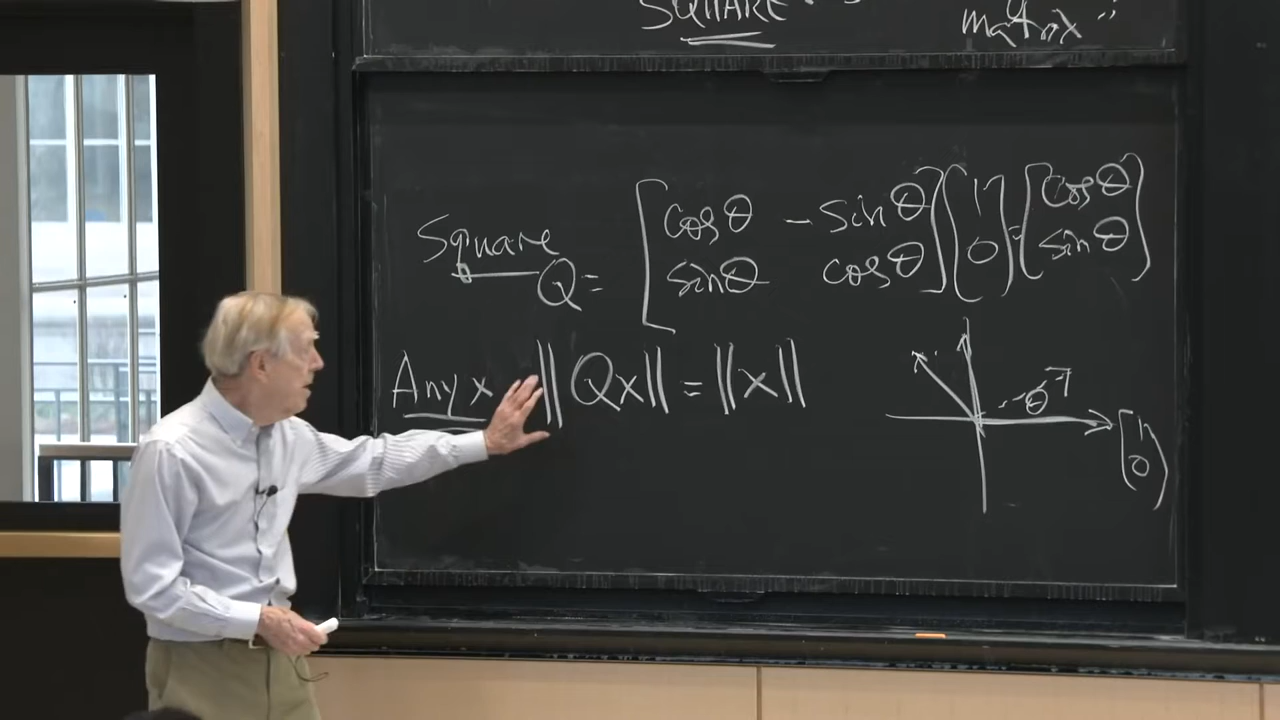 SQUARE
matrix
Square
Q = [ cos θ − sin θ ] [ 1 ] = [ cos θ ]
[ sin θ cos θ ] [ 0 ] [ sin θ ]
Any x ||Qx|| = ||x||
θ
[ 1 ]
[ 0 ]